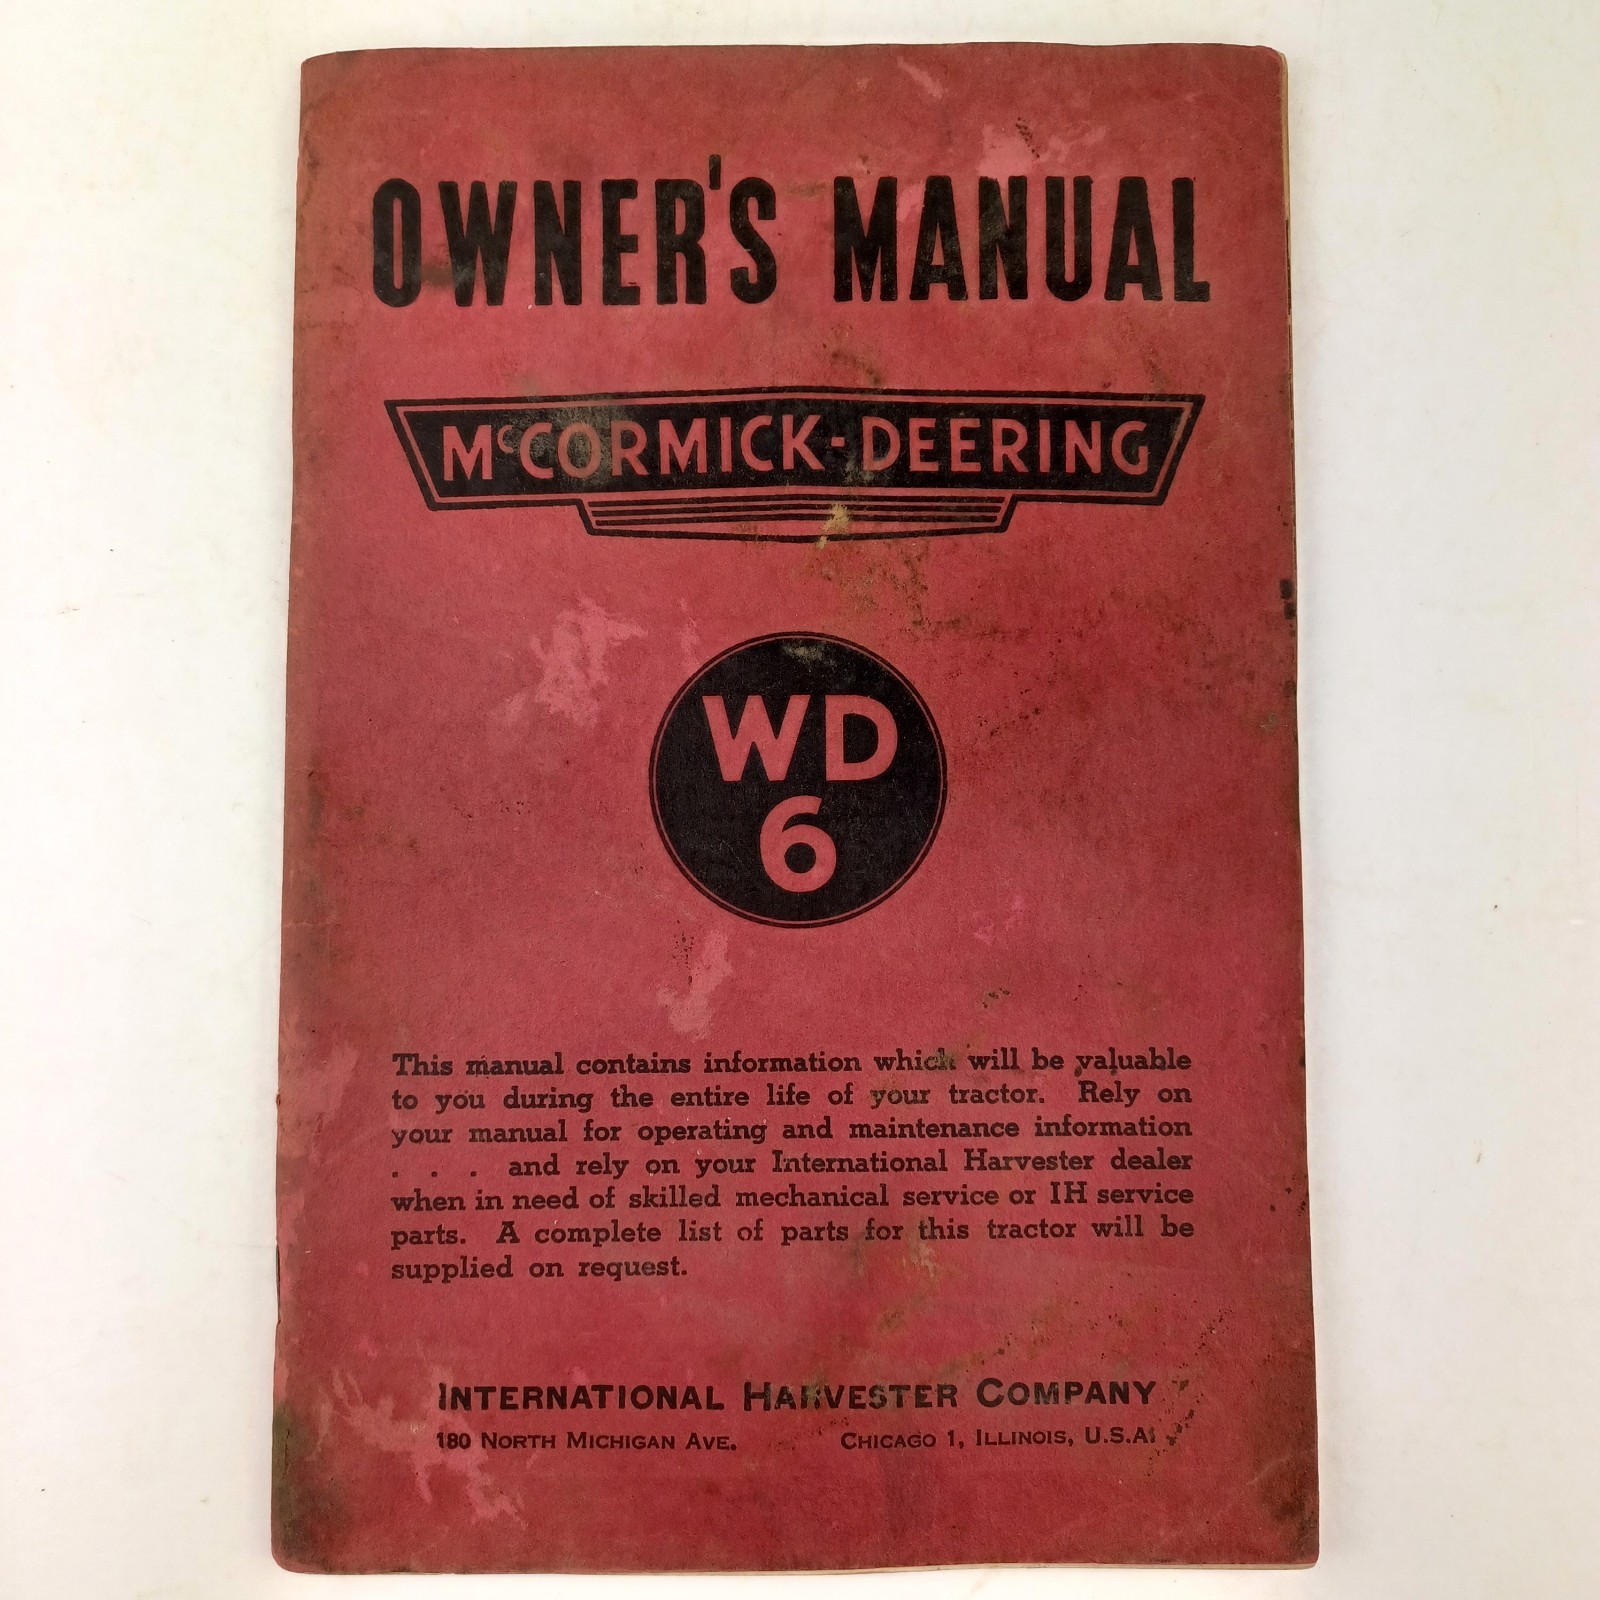 OWNER'S MANUAL
McCORMICK-DEERING
WD
6
This manual contains information which will be valuable
to you during the entire life of your tractor. Rely on
your manual for operating and maintenance information
. . . and rely on your International Harvester dealer
when in need of skilled mechanical service or IH service
parts. A complete list of parts for this tractor will be
supplied on request.
INTERNATIONAL HARVESTER COMPANY
180 NORTH MICHIGAN AVE. CHICAGO 1, ILLINOIS, U.S.A.